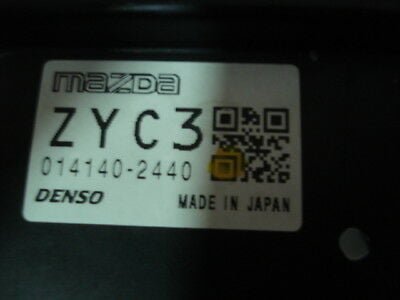 mazda
ZYC3
014140-2440
DENSO
MADE IN JAPAN